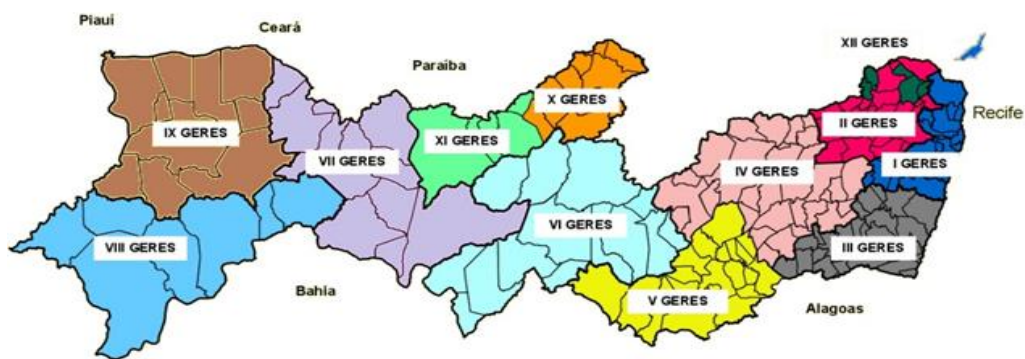 Piauí
Ceará
Paraíba
XII GERES
Recife
X GERES
IX GERES
XI GERES
II GERES
VII GERES
I GERES
IV GERES
VI GERES
VIII GERES
III GERES
Bahia
V GERES
Alagoas